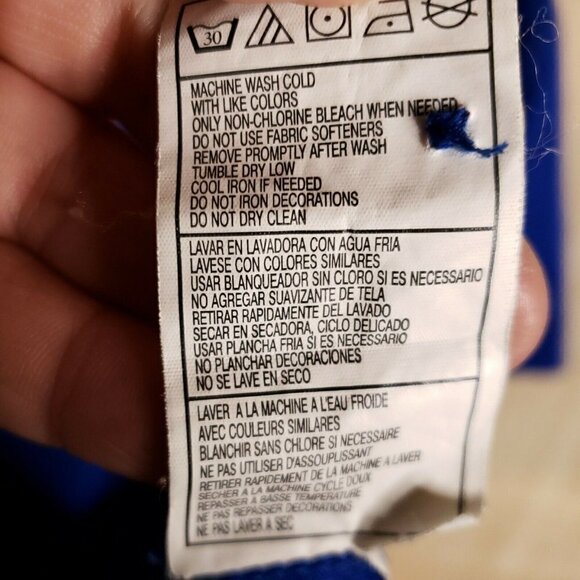 30
MACHINE WASH COLD
WITH LIKE COLORS
ONLY NON-CHLORINE BLEACH WHEN NEEDED
DO NOT USE FABRIC SOFTENERS
REMOVE PROMPTLY AFTER WASH
TUMBLE DRY LOW
COOL IRON IF NEEDED
DO NOT IRON DECORATIONS
DO NOT DRY CLEAN
LAVAR EN LAVADORA CON AGUA FRIA
LAVESE CON COLORES SIMILARES
USAR BLANQUEADOR SIN CLORO SI ES NECESSARIO
NO AGREGAR SUAVIZANTE DE TELA
RETIRAR RAPIDAMENTE DEL LAVADO
SECAR EN SECADORA, CICLO DELICADO
USAR PLANCHA FRIA SI ES NECESSARIO
NO PLANCHAR DECORACIONES
NO SE LAVE EN SECO
LAVER A LA MACHINE A L'EAU FROIDE
AVEC COULEURS SIMILARES
BLANCHIR SANS CHLORE SI NECESSAIRE
NE PAS UTILISER D'ASSOUPLISSANT
RETIRER RAPIDEMENT DE LA MACHINE A LAVER
SECHER A LA MACHINE CYCLE DOUX
REPASSER A BASSE TEMPERATURE
NE PAS REPASSER DECORATIONS
NE PAS LAVER A SEC